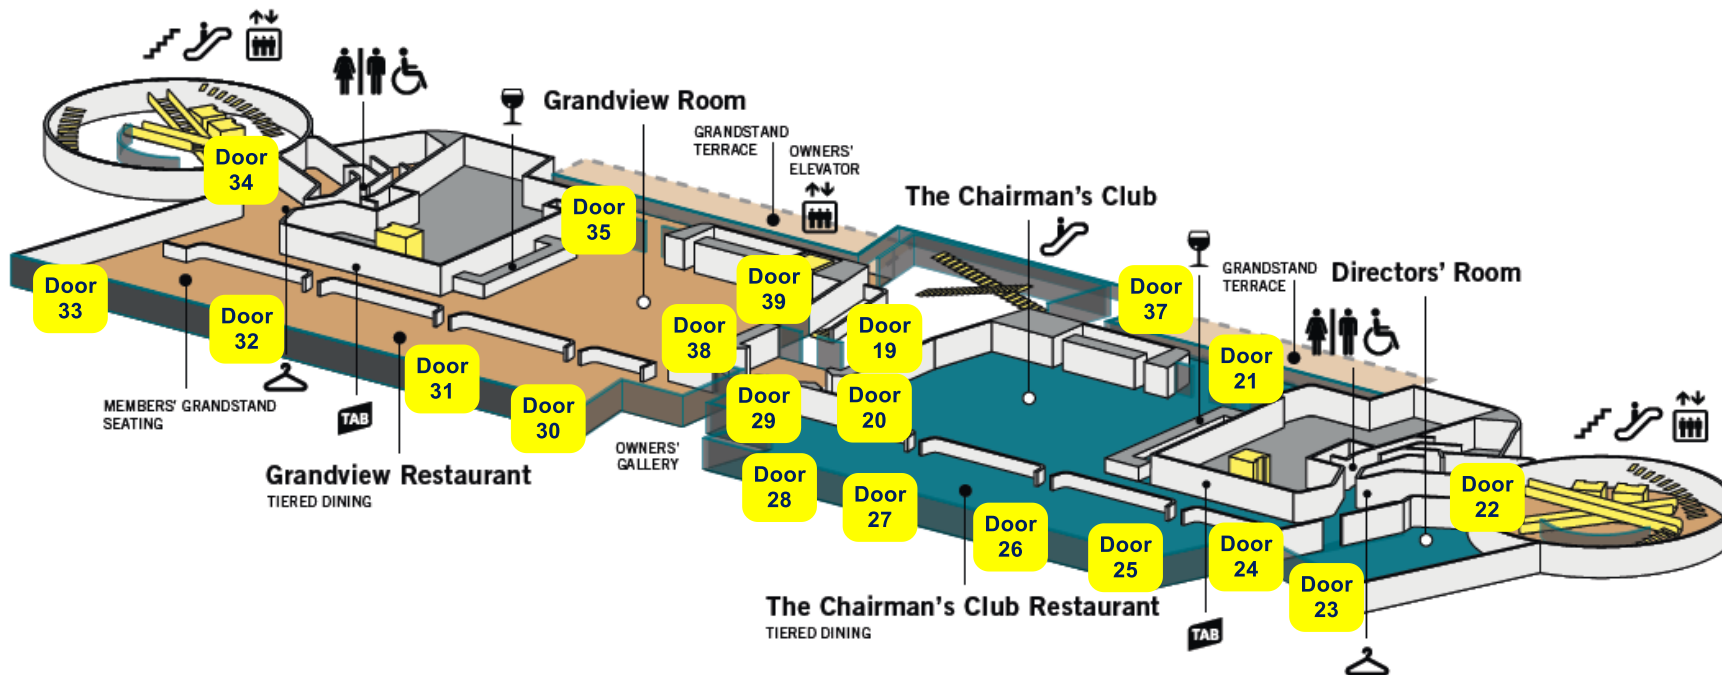 Grandview Room
GRANDSTAND
TERRACE
OWNERS'
ELEVATOR
The Chairman's Club
GRANDSTAND
TERRACE
Directors' Room
Door
34
Door
35
Door
33
Door
32
Door
39
Door
38
Door
19
Door
37
Door
21
Door
31
Door
30
Door
29
Door
20
MEMBERS' GRANDSTAND
SEATING
TAB
OWNERS'
GALLERY
Grandview Restaurant
TIERED DINING
Door
28
Door
27
Door
26
Door
25
Door
24
Door
23
Door
22
The Chairman's Club Restaurant
TIERED DINING
TAB